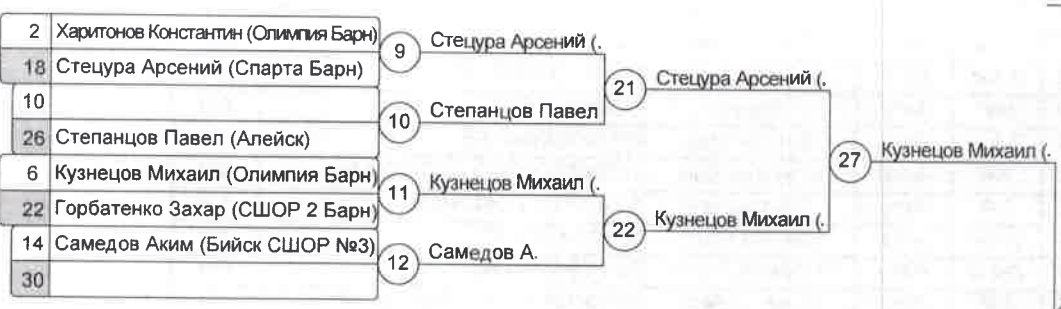 2 Харитонов Константин (Олимпия Барн)
18 Стецура Арсений (Спарта Барн)
10
26 Степанцов Павел (Алейск)
6 Кузнецов Михаил (Олимпия Барн)
22 Горбатенко Захар (СШОР 2 Барн)
14 Самедов Аким (Бийск СШОР №3)
30
9 Стецура Арсений (.
10 Степанцов Павел
11 Кузнецов Михаил (.
12 Самедов А.
21 Стецура Арсений (.
22 Кузнецов Михаил (.
27 Кузнецов Михаил (.